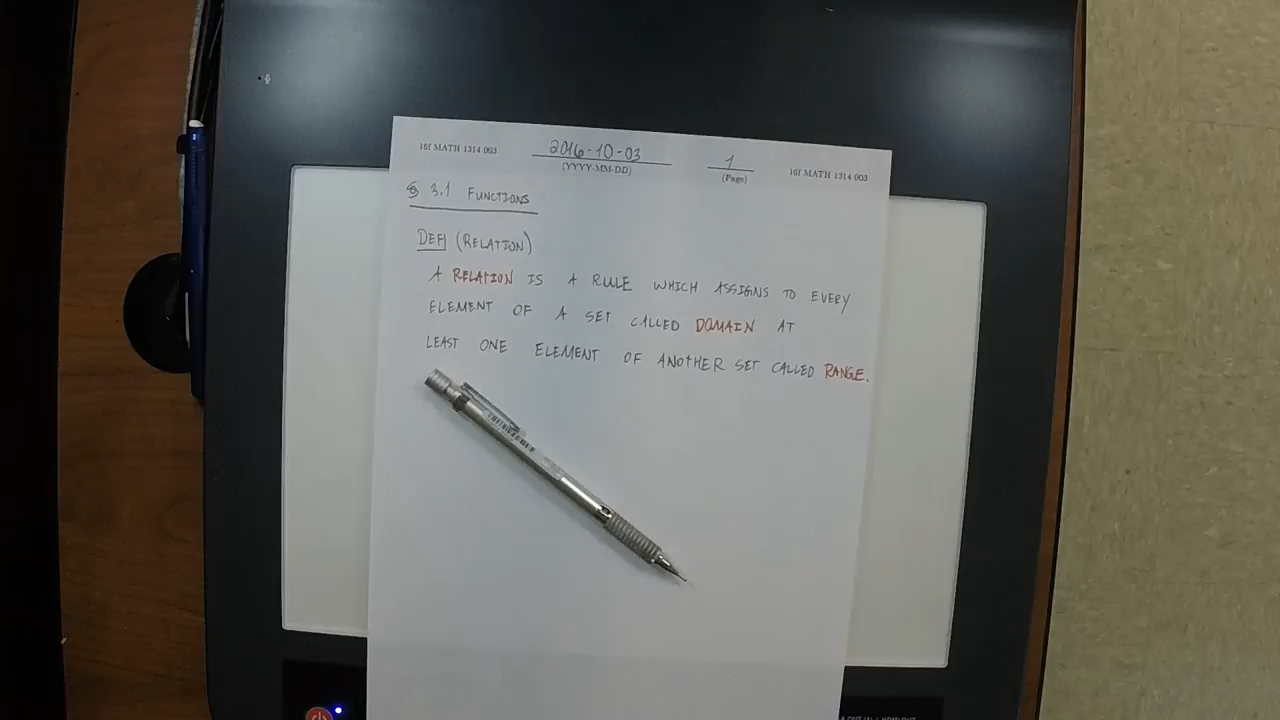 16f MATH 1314 003 2016-10-03 1 16f MATH 1314 003
(YYYY-MM-DD) (Page)
§ 3.1 FUNCTIONS
DEF (RELATION)
A RELATION IS A RULE WHICH ASSIGNS TO EVERY
ELEMENT OF A SET CALLED DOMAIN AT
LEAST ONE ELEMENT OF ANOTHER SET CALLED RANGE.